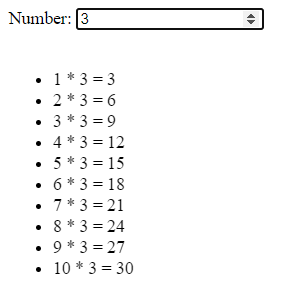 Number: 3
1 * 3 = 3
2 * 3 = 6
3 * 3 = 9
4 * 3 = 12
5 * 3 = 15
6 * 3 = 18
7 * 3 = 21
8 * 3 = 24
9 * 3 = 27
10 * 3 = 30